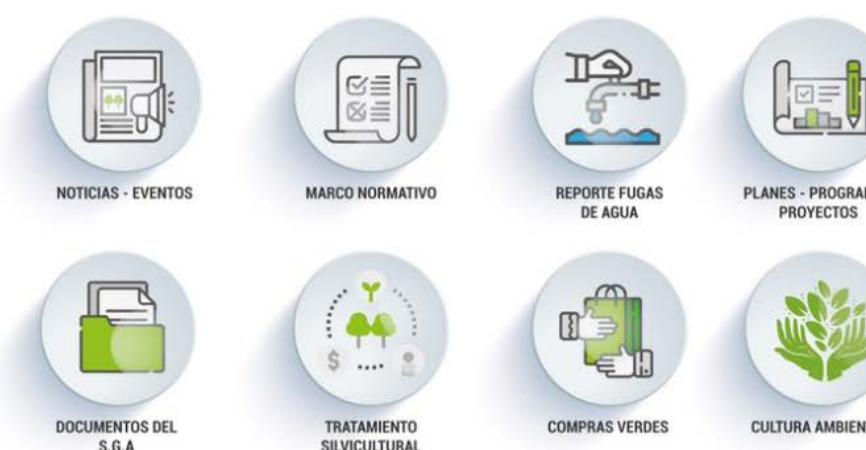 NOTICIAS - EVENTOS
MARCO NORMATIVO
REPORTE FUGAS
DE AGUA
PLANES - PROGRA
PROYECTOS
DOCUMENTOS DEL
S.G.A
TRATAMIENTO
SILVICULTURAL
COMPRAS VERDES
CULTURA AMBIEN